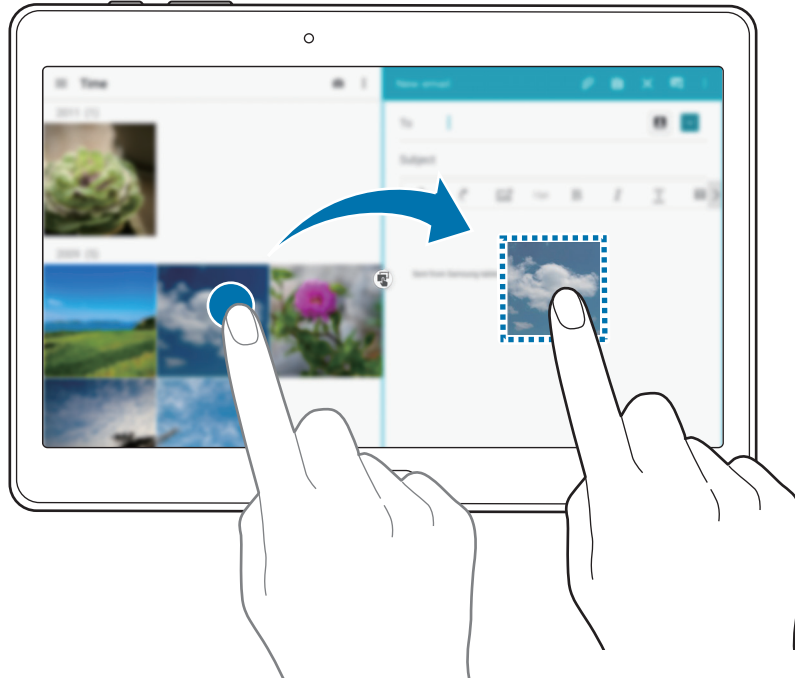 Time
New email
2011 (1)
To
Subject
B I T
2009 (5)
Sent from Samsung tablet